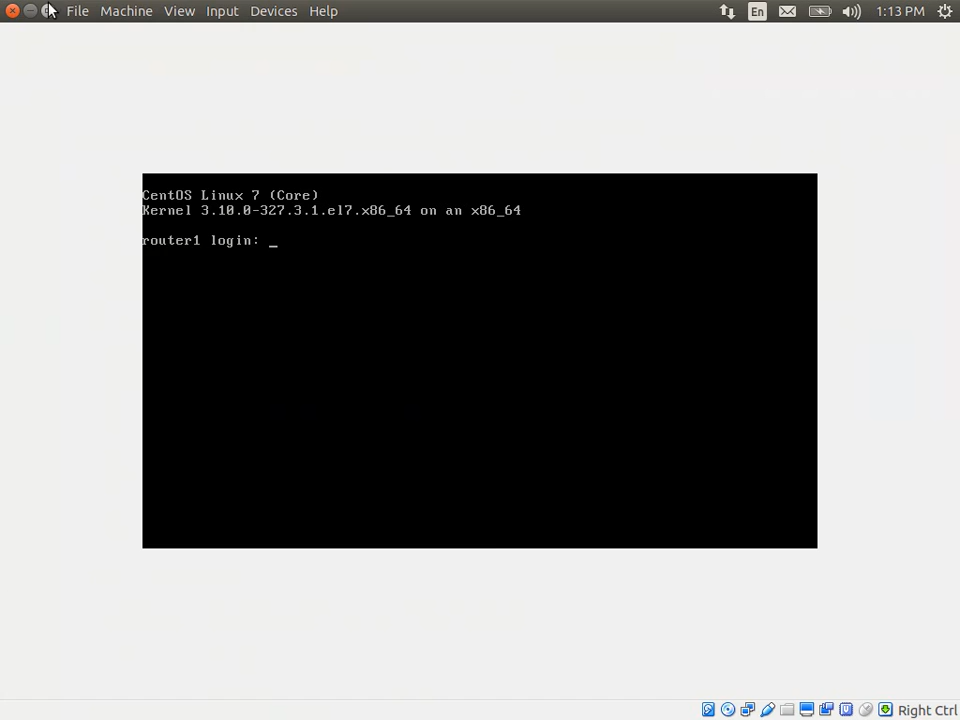 File Machine View Input Devices Help En 1:13 PM
CentOS Linux 7 (Core)
Kernel 3.10.0-327.3.1.el7.x86_64 on an x86_64
router1 login: _
Right Ctrl